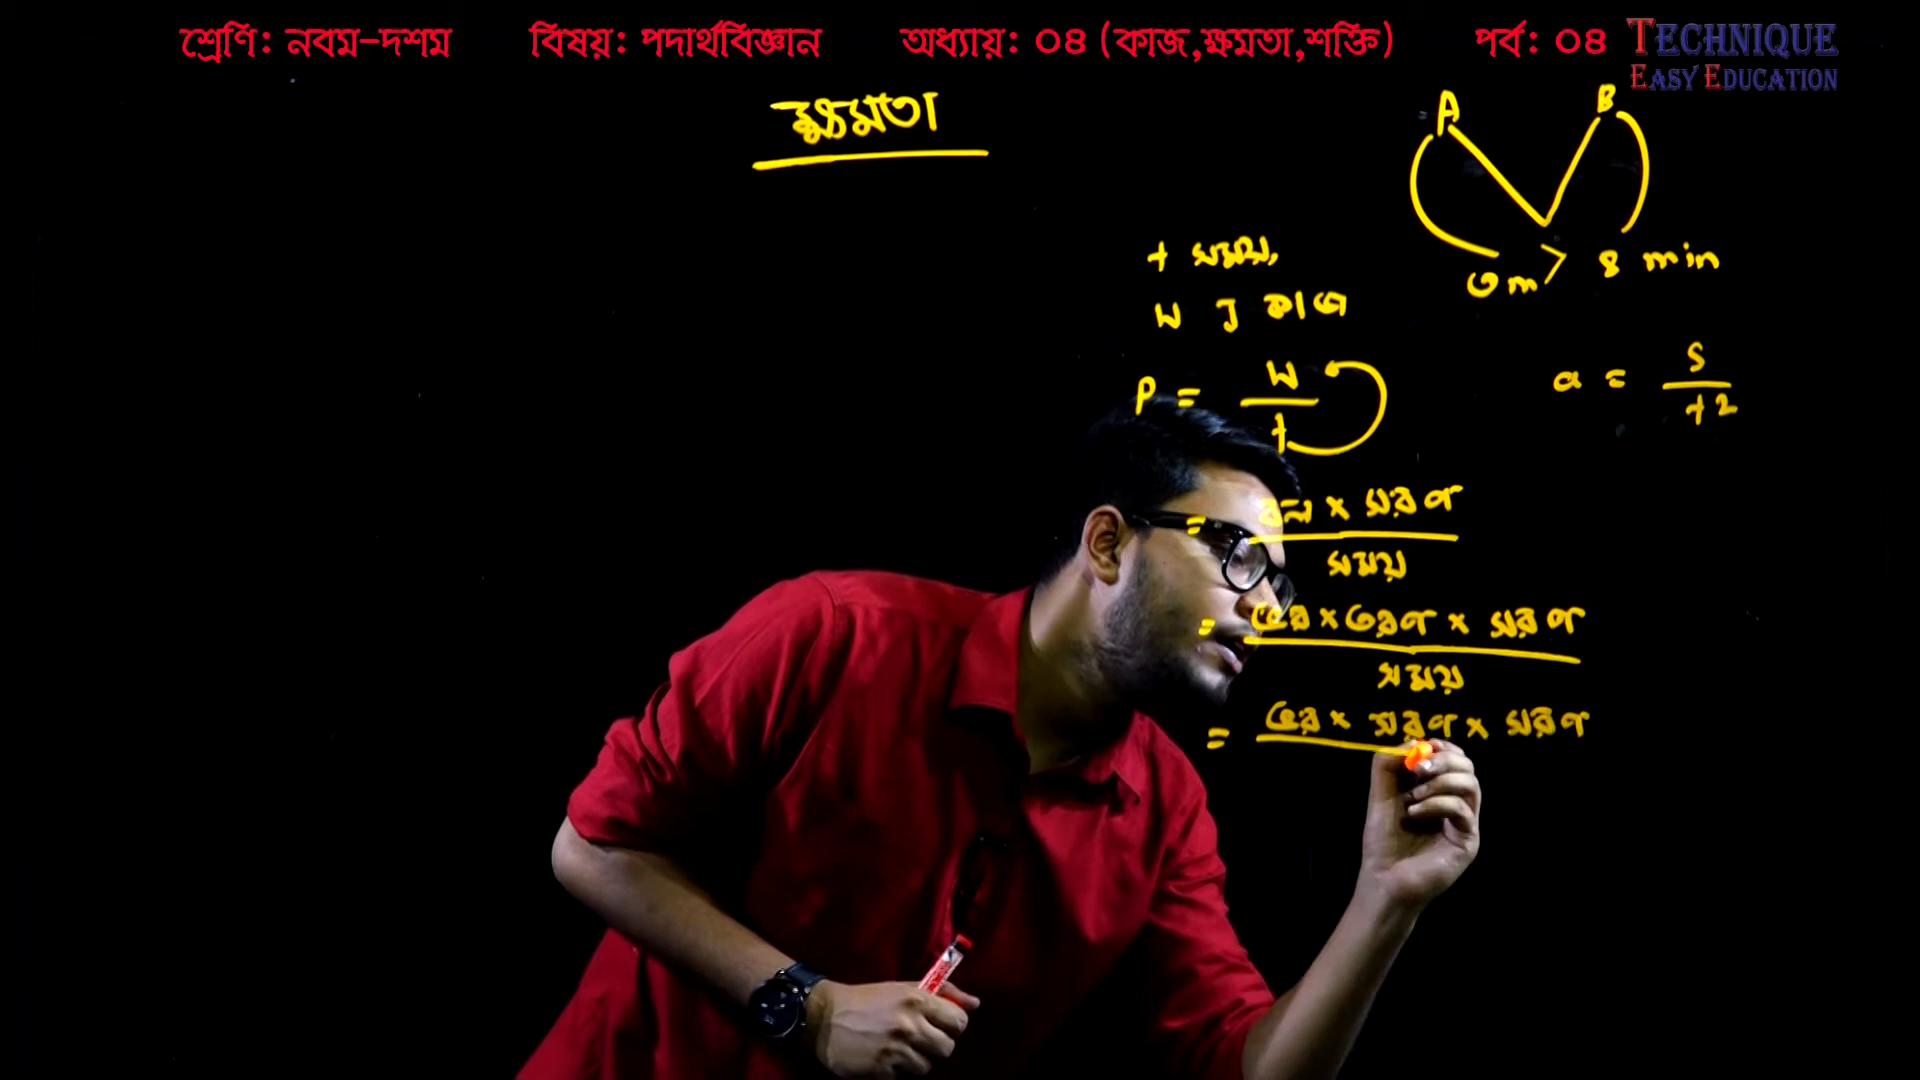 শ্রেণি: নবম-দশম বিষয়: পদার্থবিজ্ঞান অধ্যায়: ০৪ (কাজ,ক্ষমতা,শক্তি) পর্ব: ০৪
TECHNIQUE
EASY EDUCATION
ক্ষমতা
A B
t সময়,
৩ m > 8 min
W J কাজ
P = W / t
a = s / t2
= বল × সরণ
সময়
= ভর × ত্বরণ × সরণ
সময়
= ভর × সরণ × সরণ